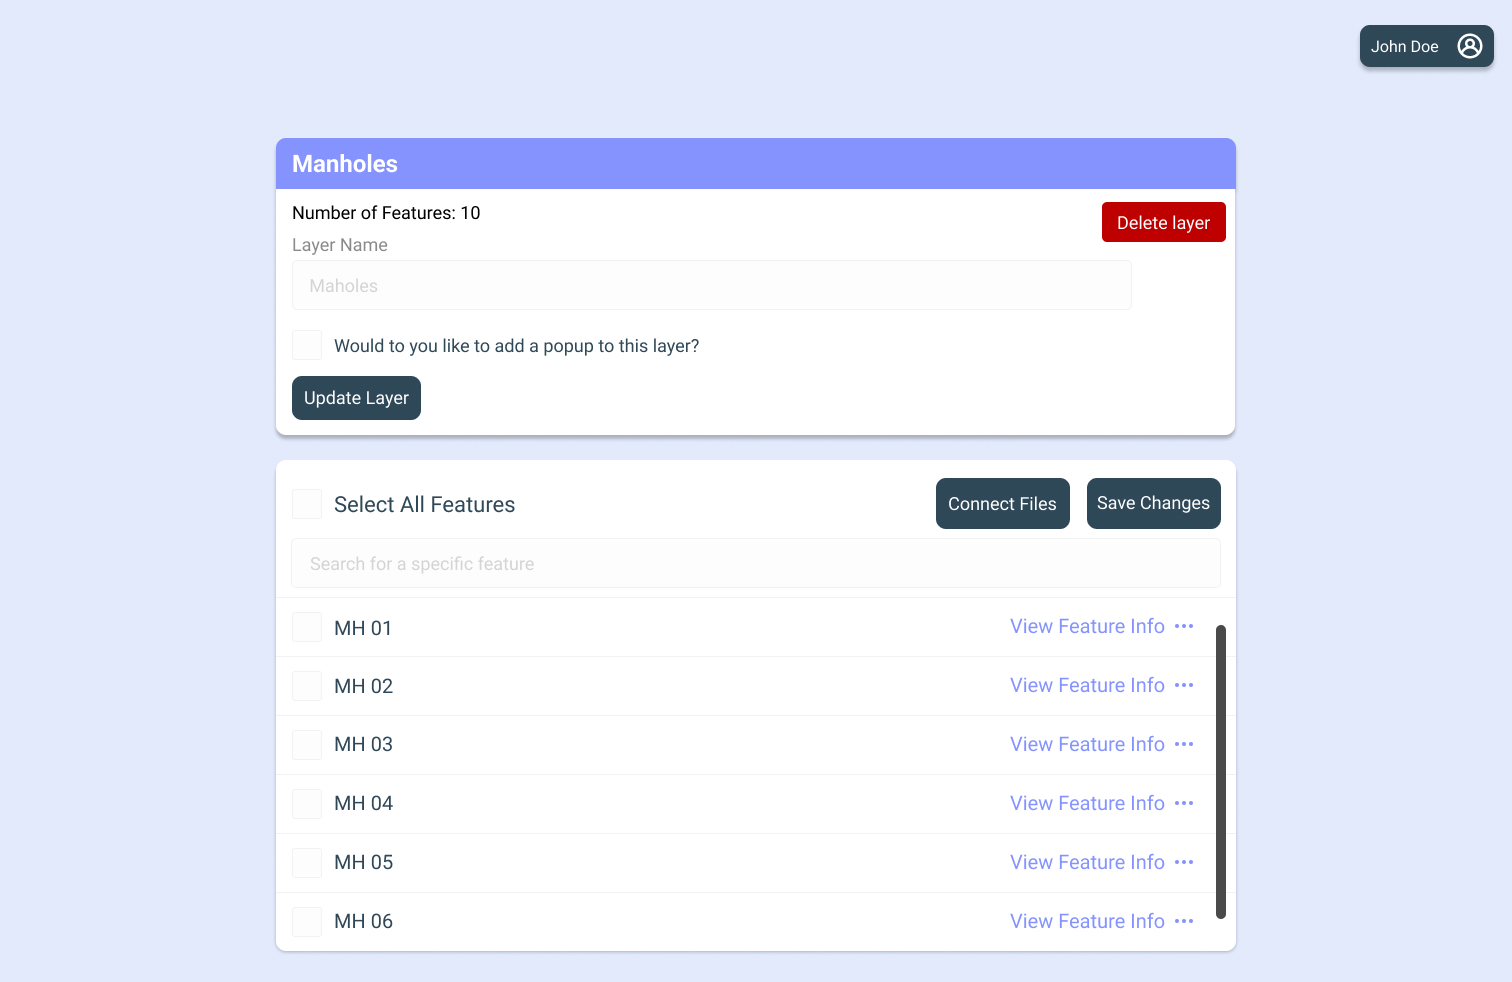 John Doe
Manholes
Number of Features: 10
Delete layer
Layer Name
Maholes
Would to you like to add a popup to this layer?
Update Layer
Select All Features
Connect Files
Save Changes
Search for a specific feature
MH 01
View Feature Info ···
MH 02
View Feature Info ···
MH 03
View Feature Info ···
MH 04
View Feature Info ···
MH 05
View Feature Info ···
MH 06
View Feature Info ···